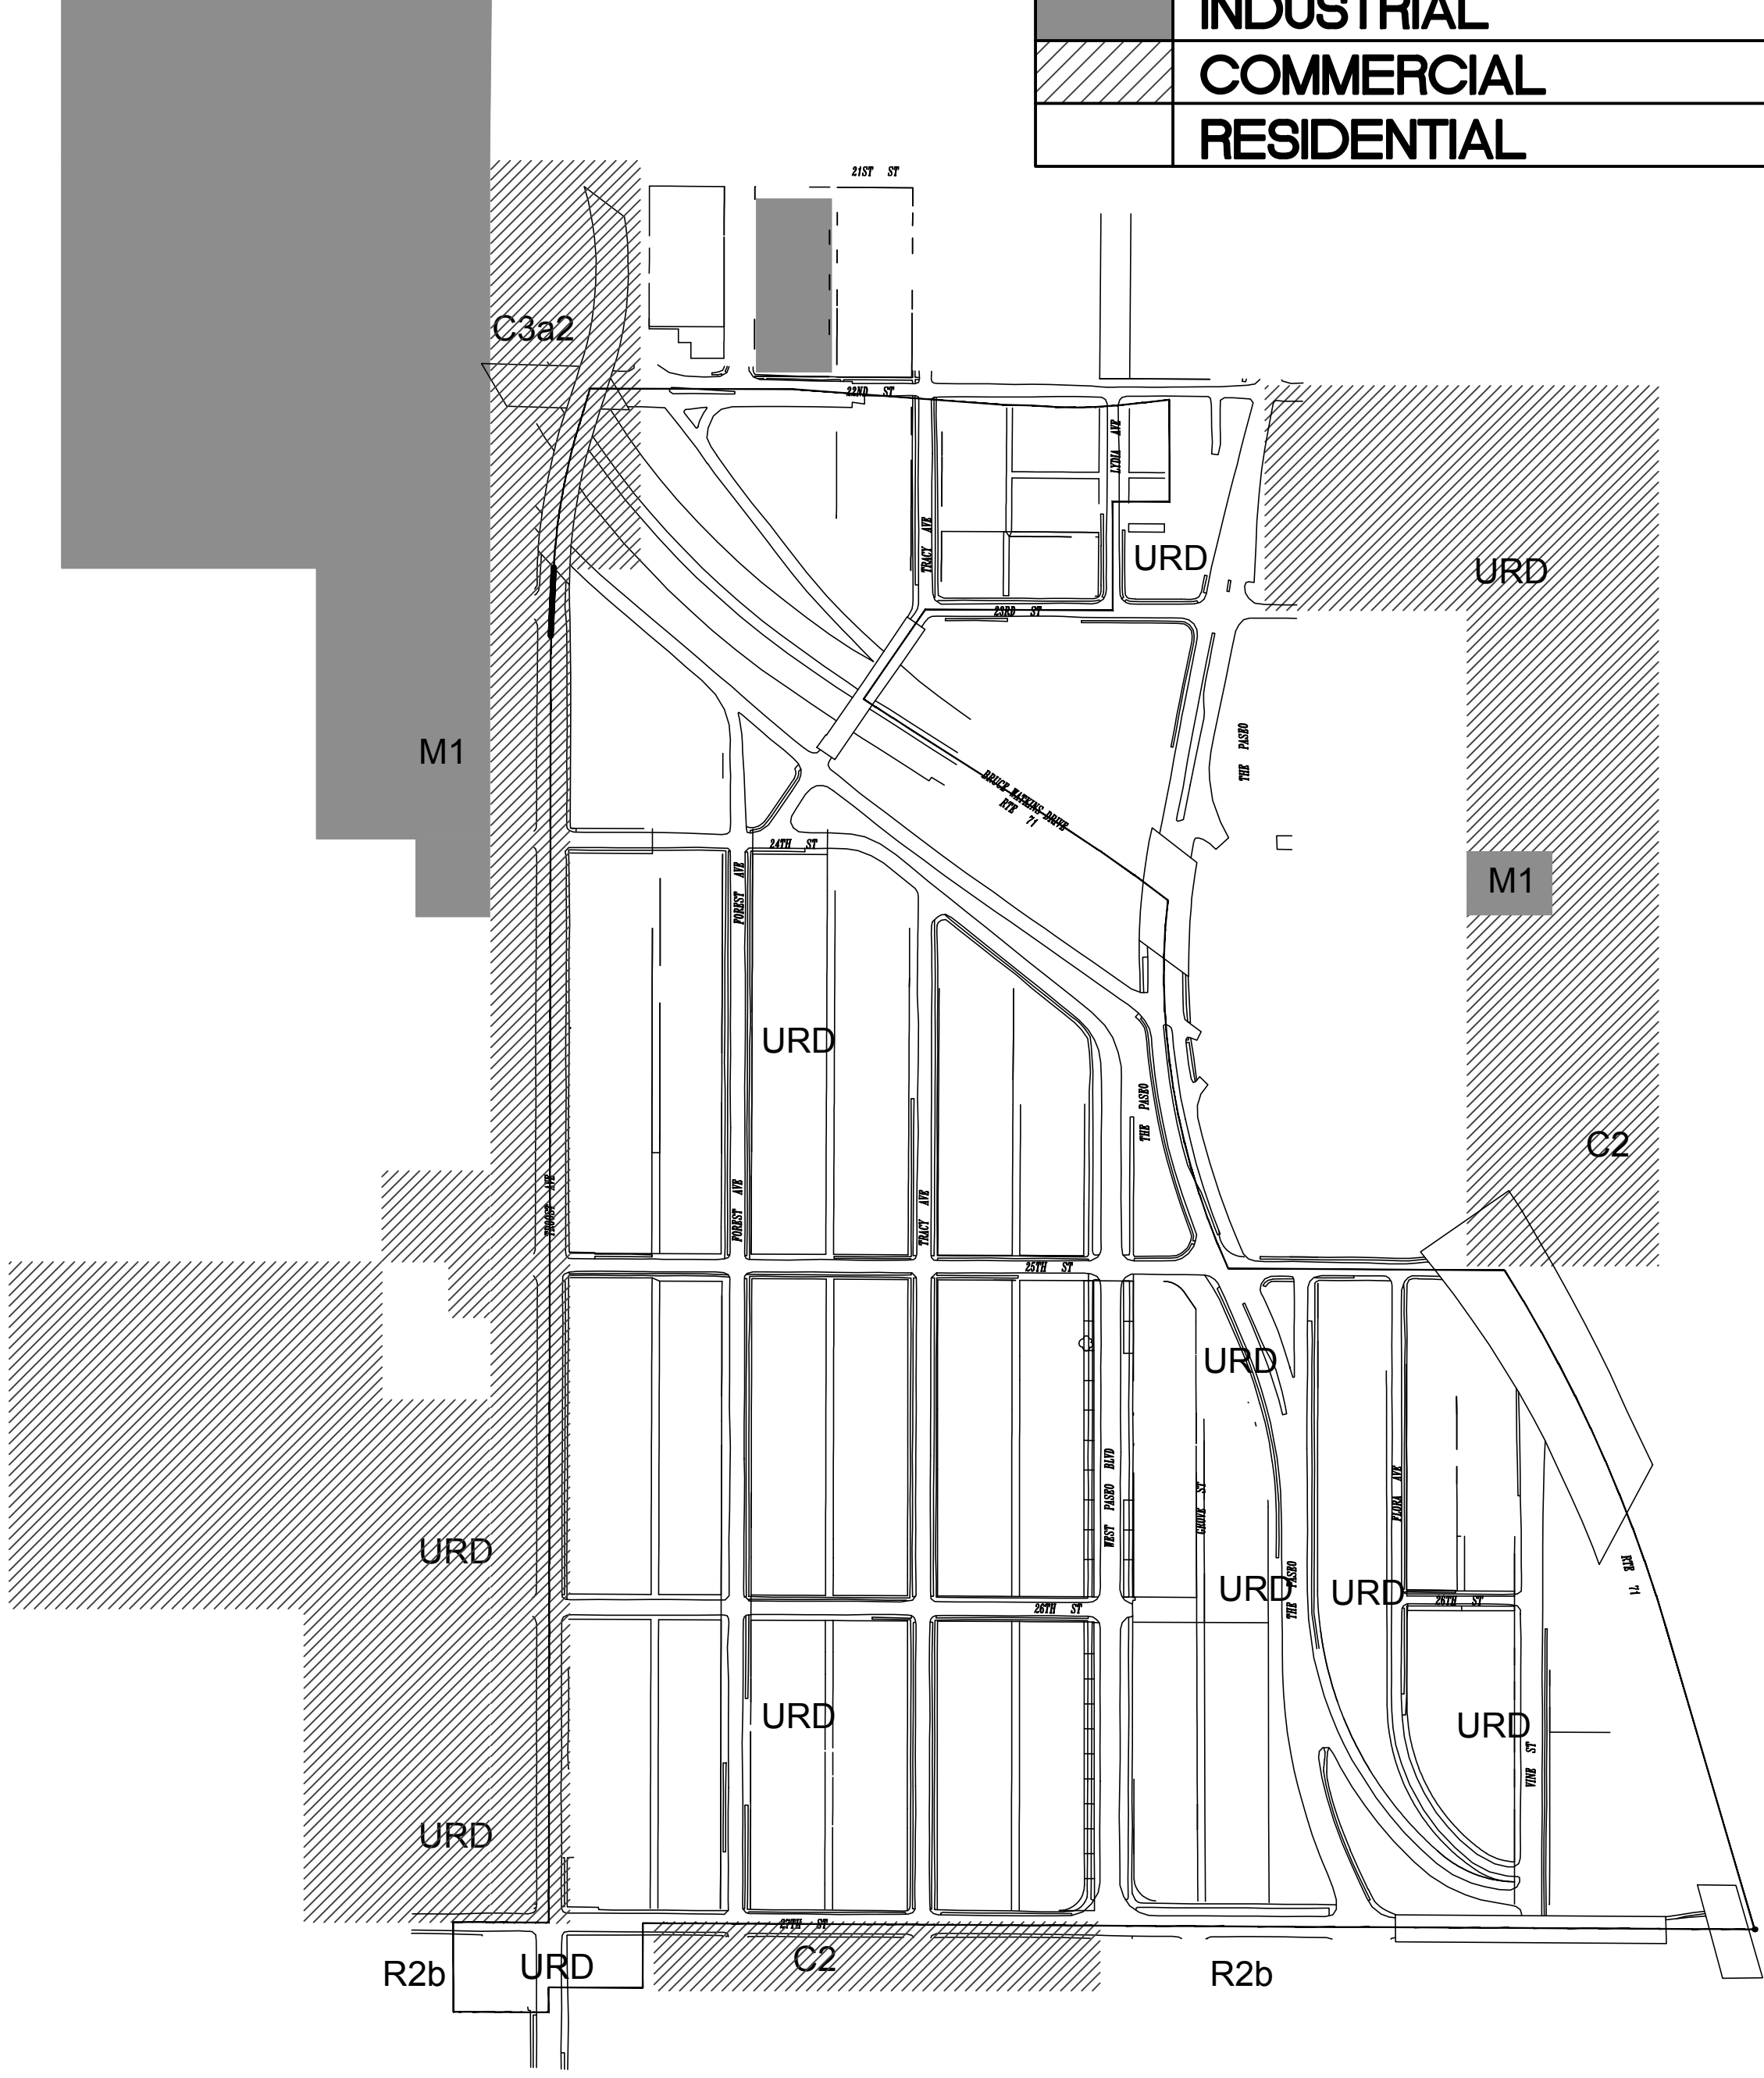 INDUSTRIAL
COMMERCIAL
RESIDENTIAL
21ST ST
C3a2
22ND ST
LYDIA AVE
TRACY AVE
URD
URD
23RD ST
M1
THE PASEO
BRUCE WATKINS DRIVE
RTE 71
24TH ST
FOREST AVE
M1
URD
THE PASEO
C2
TROOST AVE
FOREST AVE
TRACY AVE
25TH ST
URD
WEST PASEO BLVD
GROVE ST
FLORA AVE
URD
RTE 71
URD
THE PASEO
URD
26TH ST
26TH ST
URD
URD
VINE ST
URD
27TH ST
R2b
URD
C2
R2b